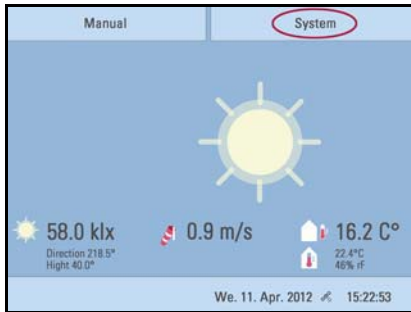 Manual System
58.0 klx 0.9 m/s 16.2 C°
Direction 218.5°
Hight 40.0°
22.4°C
46% rF
We. 11. Apr. 2012 15:22:53